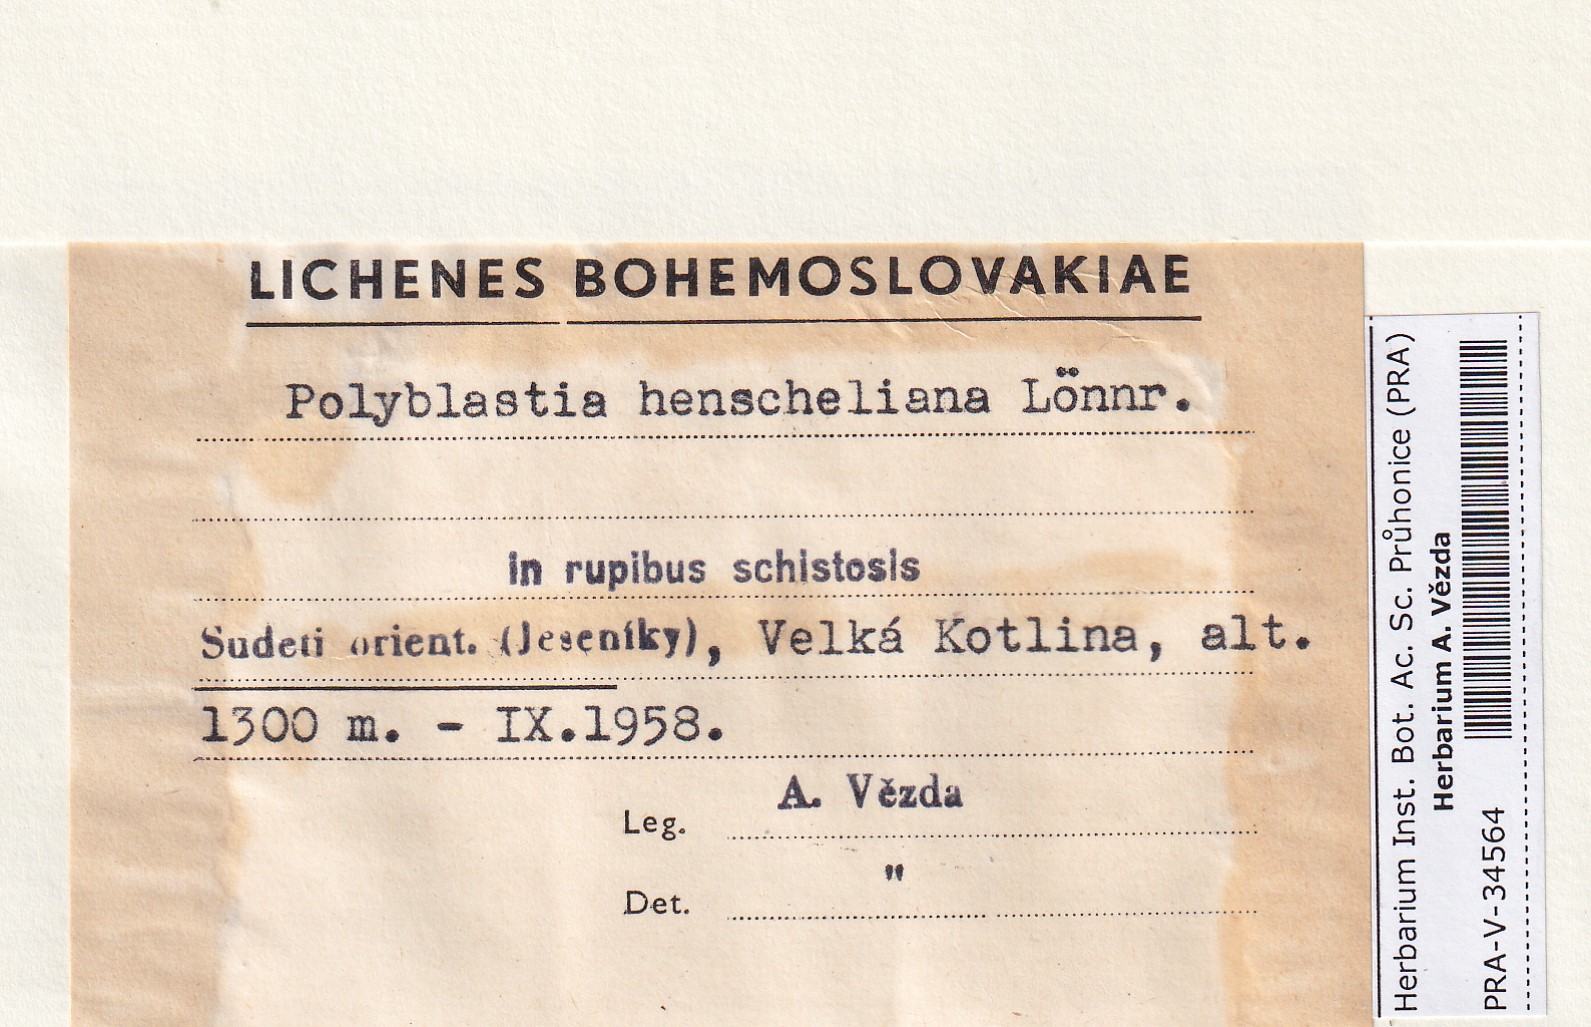 LICHENES BOHEMOSLOVAKIAE
Polyblastia henscheliana Lönnr.
in rupibus schistosis
Sudeti orient. (Jeseníky), Velká Kotlina, alt.
1300 m. - IX.1958.
A. Vězda
Leg.
"
Det.
Herbarium Inst. Bot. Ac. Sc. Průhonice (PRA)
Herbarium A. Vězda
PRA-V-34564